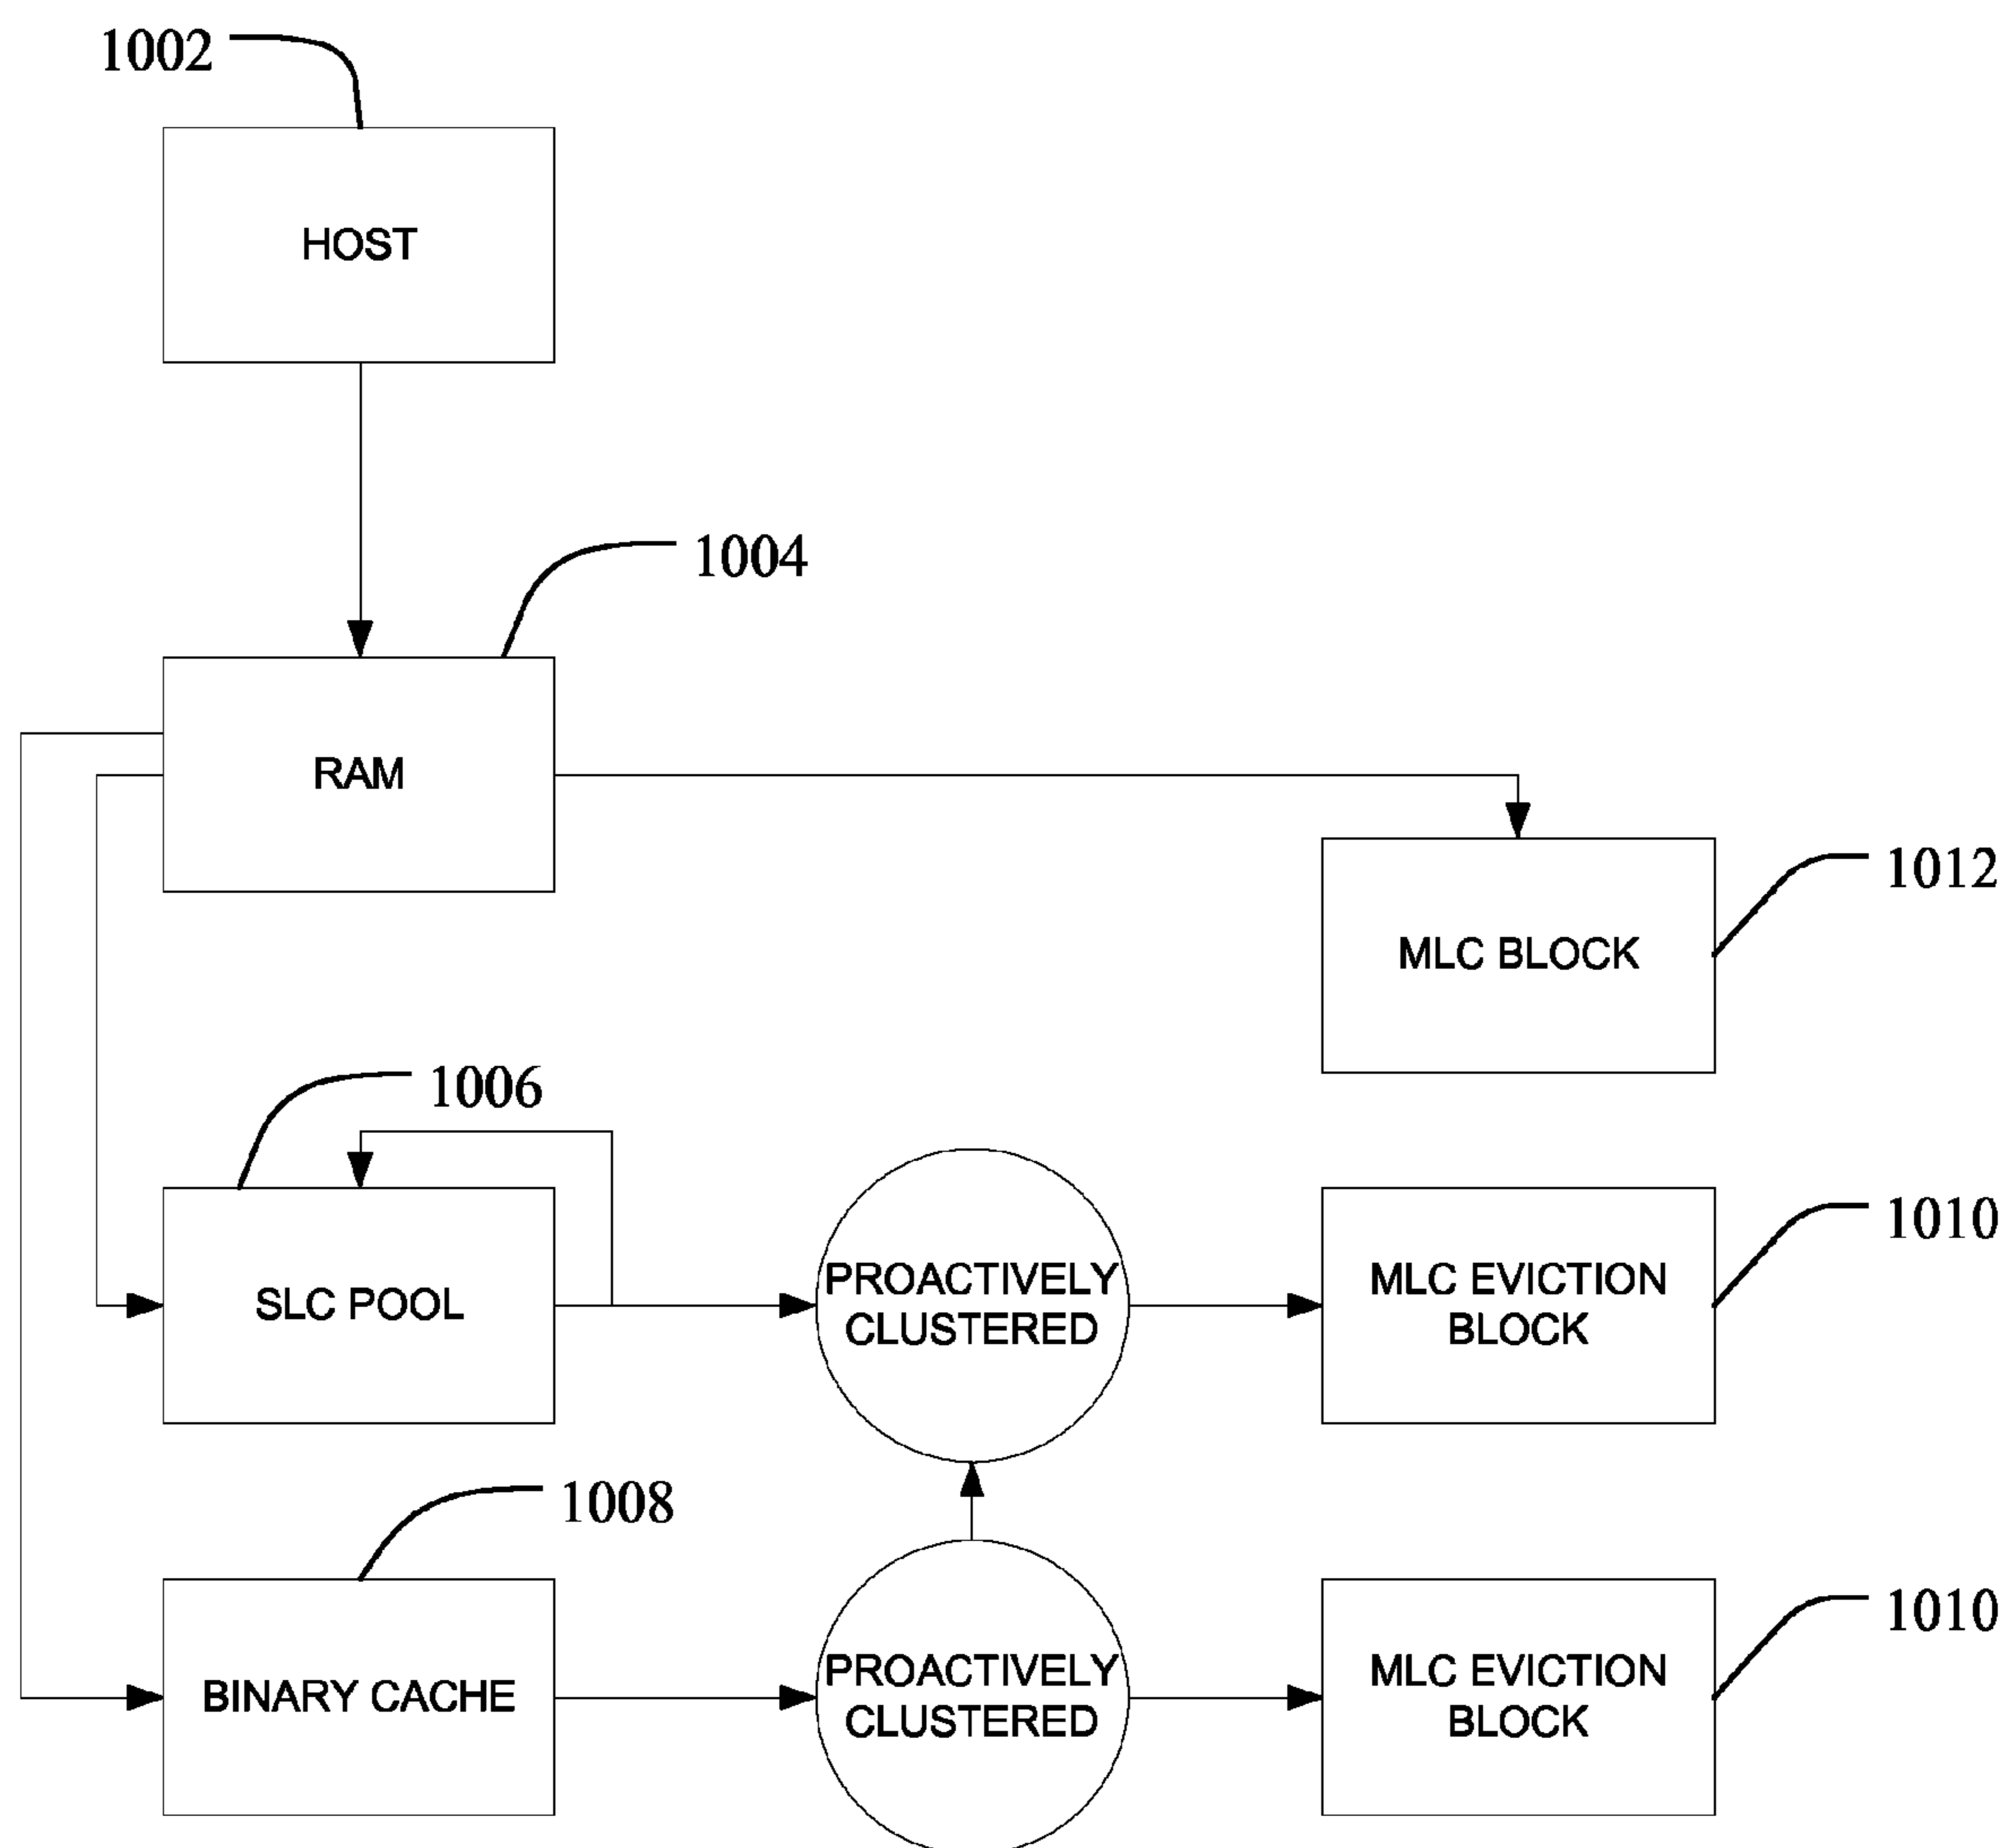 1002
HOST
1004
RAM
1012
MLC BLOCK
1006
1010
SLC POOL
PROACTIVELY
CLUSTERED
MLC EVICTION
BLOCK
1008
1010
BINARY CACHE
PROACTIVELY
CLUSTERED
MLC EVICTION
BLOCK